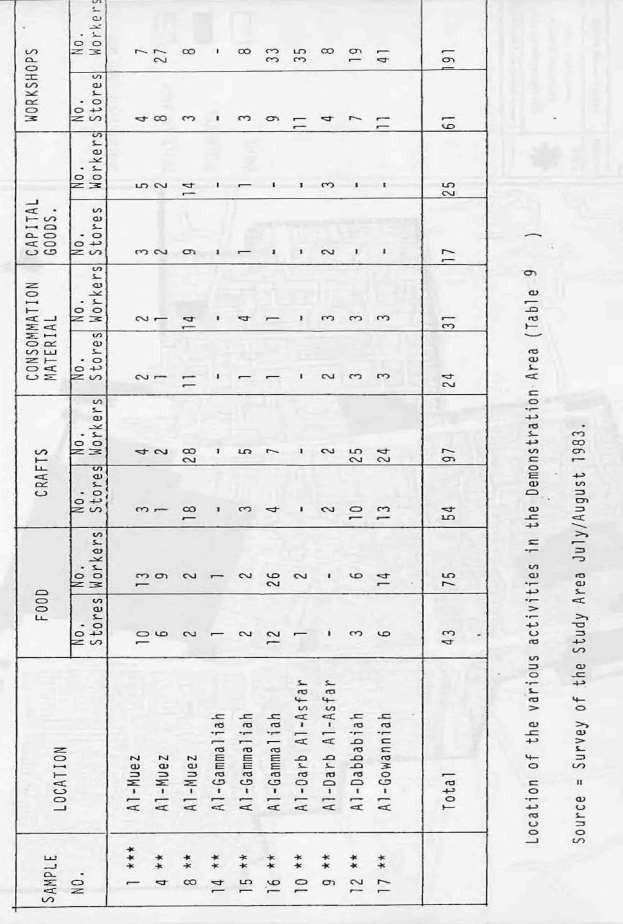 SAMPLE NO. | LOCATION | FOOD | CRAFTS | CONSOMMATION MATERIAL | CAPITAL GOODS. | WORKSHOPS
No. Stores | No. Workers | No. Stores | No. Workers | No. Stores | No. Workers | No. Stores | No. Workers | No. Stores | No. Workers
1 *** | Al-Muez | 10 | 13 | 3 | 4 | 2 | 2 | 3 | 5 | 4 | 7
4 ** | Al-Muez | 6 | 9 | 1 | 2 | 1 | 1 | 2 | 2 | 8 | 27
8 ** | Al-Muez | 2 | 2 | 18 | 28 | 11 | 14 | 9 | 14 | 3 | 8
14 ** | Al-Gammaliah | 1 | 1 | - | - | - | - | - | - | - | -
15 ** | Al-Gammaliah | 2 | 2 | 3 | 5 | 1 | 4 | 1 | 1 | 3 | 8
16 ** | Al-Gammaliah | 12 | 26 | 4 | 7 | 1 | 1 | - | - | 9 | 33
10 ** | Al-Darb Al-Asfar | 1 | 2 | - | - | - | - | - | - | 11 | 35
9 ** | Al-Darb Al-Asfar | - | - | 2 | 2 | 2 | 3 | 2 | 3 | 4 | 8
12 ** | Al-Dabbabiah | 3 | 6 | 10 | 25 | 3 | 3 | - | - | 7 | 19
17 ** | Al-Gowanniah | 6 | 14 | 13 | 24 | 3 | 3 | - | - | 11 | 41
Total | 43 | 75 | 54 | 97 | 24 | 31 | 17 | 25 | 61 | 191
Location of the various activities in the Demonstration Area (Table 9 )
Source = Survey of the Study Area July/August 1983.